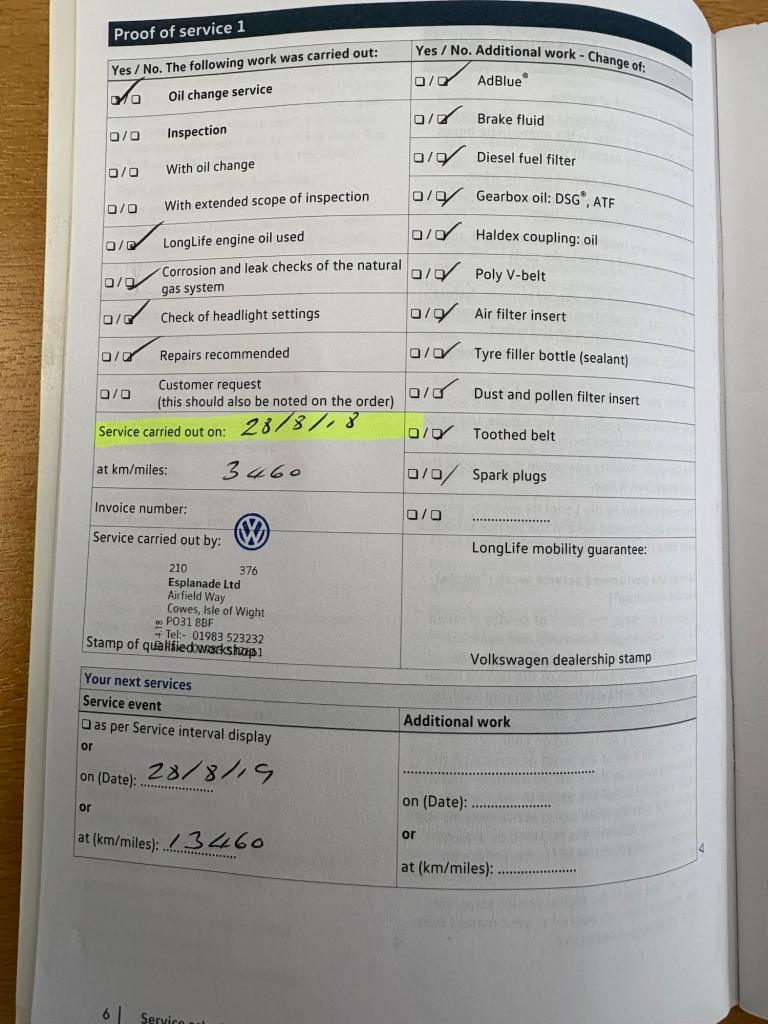 Proof of service 1
Yes / No. The following work was carried out:
Oil change service
Inspection
With oil change
With extended scope of inspection
LongLife engine oil used
Corrosion and leak checks of the natural
gas system
Check of headlight settings
Repairs recommended
Customer request
(this should also be noted on the order)
Service carried out on: 28/8/18
at km/miles: 3460
Invoice number:
Service carried out by:
210 376
Esplanade Ltd
Airfield Way
Cowes, Isle of Wight
PO31 8BF
Tel:- 01983 523232
Stamp of qualified workshop
Yes / No. Additional work – Change of:
AdBlue®
Brake fluid
Diesel fuel filter
Gearbox oil: DSG®, ATF
Haldex coupling: oil
Poly V-belt
Air filter insert
Tyre filler bottle (sealant)
Dust and pollen filter insert
Toothed belt
Spark plugs
LongLife mobility guarantee:
Volkswagen dealership stamp
Your next services
Service event
as per Service interval display
or
on (Date): 28/8/19
or
at (km/miles): 13460
Additional work
on (Date):
or
at (km/miles):
6 | Service